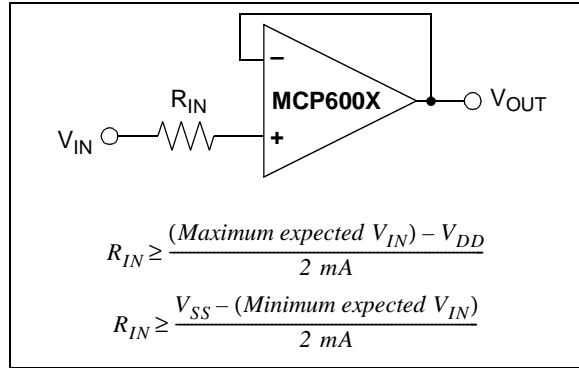 –
R_IN
MCP600X
V_OUT
V_IN
+
R_IN ≥ (Maximum expected V_IN) – V_DD / 2 mA
R_IN ≥ V_SS – (Minimum expected V_IN) / 2 mA